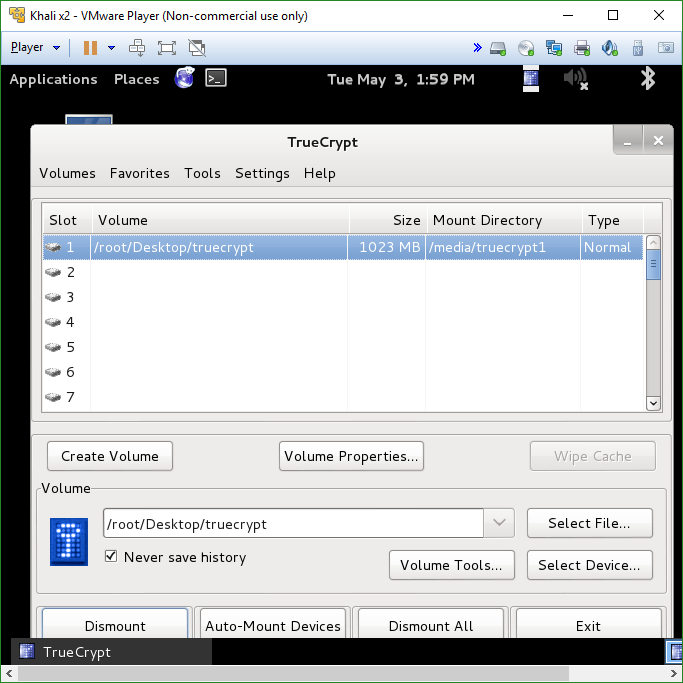 Khali x2 - VMware Player (Non-commercial use only)
Player
Applications Places Tue May 3, 1:59 PM
TrueCrypt
Volumes Favorites Tools Settings Help
Slot Volume Size Mount Directory Type
1 /root/Desktop/truecrypt 1023 MB /media/truecrypt1 Normal
2
3
4
5
6
7
Create Volume Volume Properties... Wipe Cache
Volume
/root/Desktop/truecrypt Select File...
Never save history
Volume Tools... Select Device...
Dismount Auto-Mount Devices Dismount All Exit
TrueCrypt